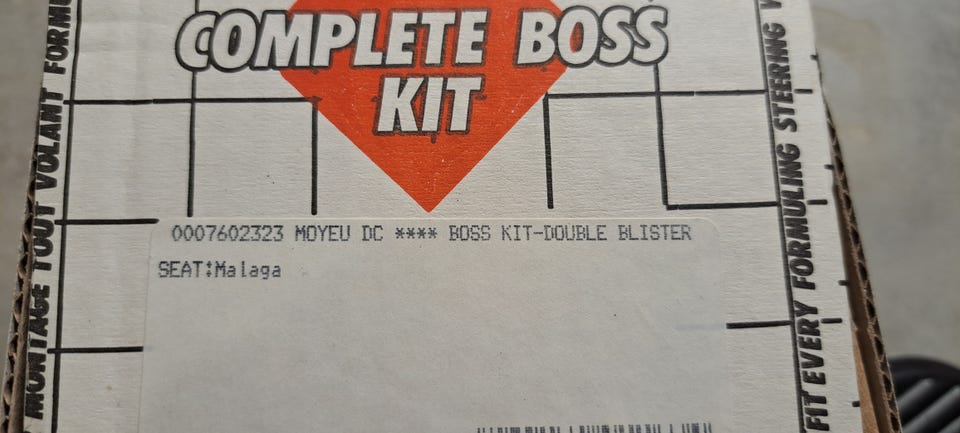 COMPLETE BOSS
KIT
0007602323 MOYEU DC **** BOSS KIT-DOUBLE BLISTER
SEAT:Malaga
MONTAGE TOUT VOLANT
FIT EVERY FORMULING STEERING